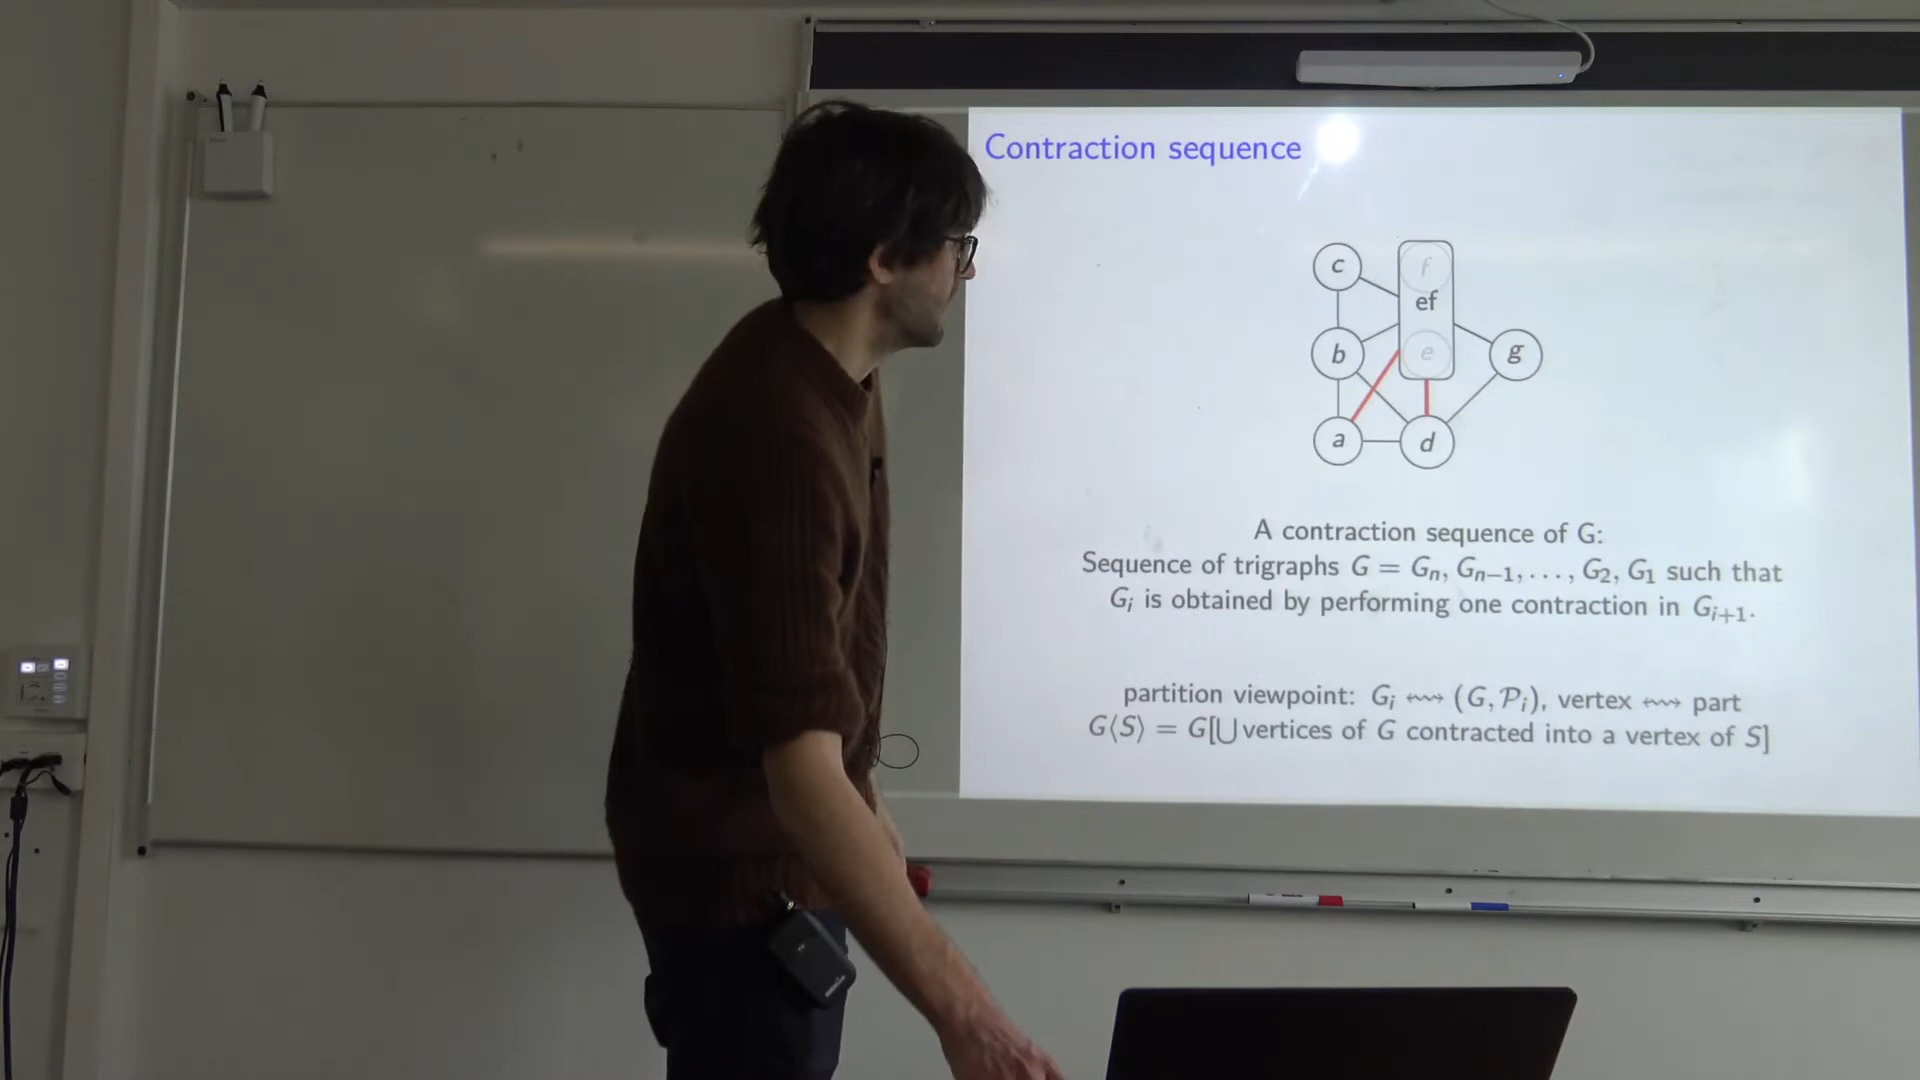 Contraction sequence
c
f
ef
b
e
g
a
d
A contraction sequence of G:
Sequence of trigraphs G = Gₙ, Gₙ₋₁, . . . , G₂, G₁ such that
Gᵢ is obtained by performing one contraction in Gᵢ₊₁.
partition viewpoint: Gᵢ ↭ (G, 𝒫ᵢ), vertex ↭ part
G⟨S⟩ = G[⋃ vertices of G contracted into a vertex of S]